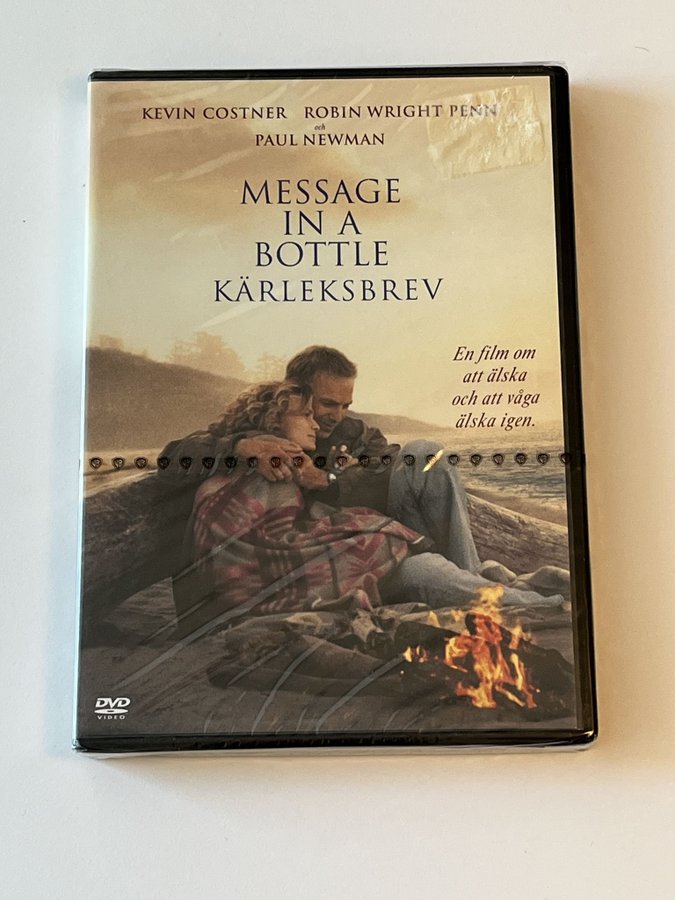 KEVIN COSTNER ROBIN WRIGHT PENN
och
PAUL NEWMAN
MESSAGE
IN A
BOTTLE
KÄRLEKSBREV
En film om
att älska
och att våga
älska igen.
DVD
VIDEO